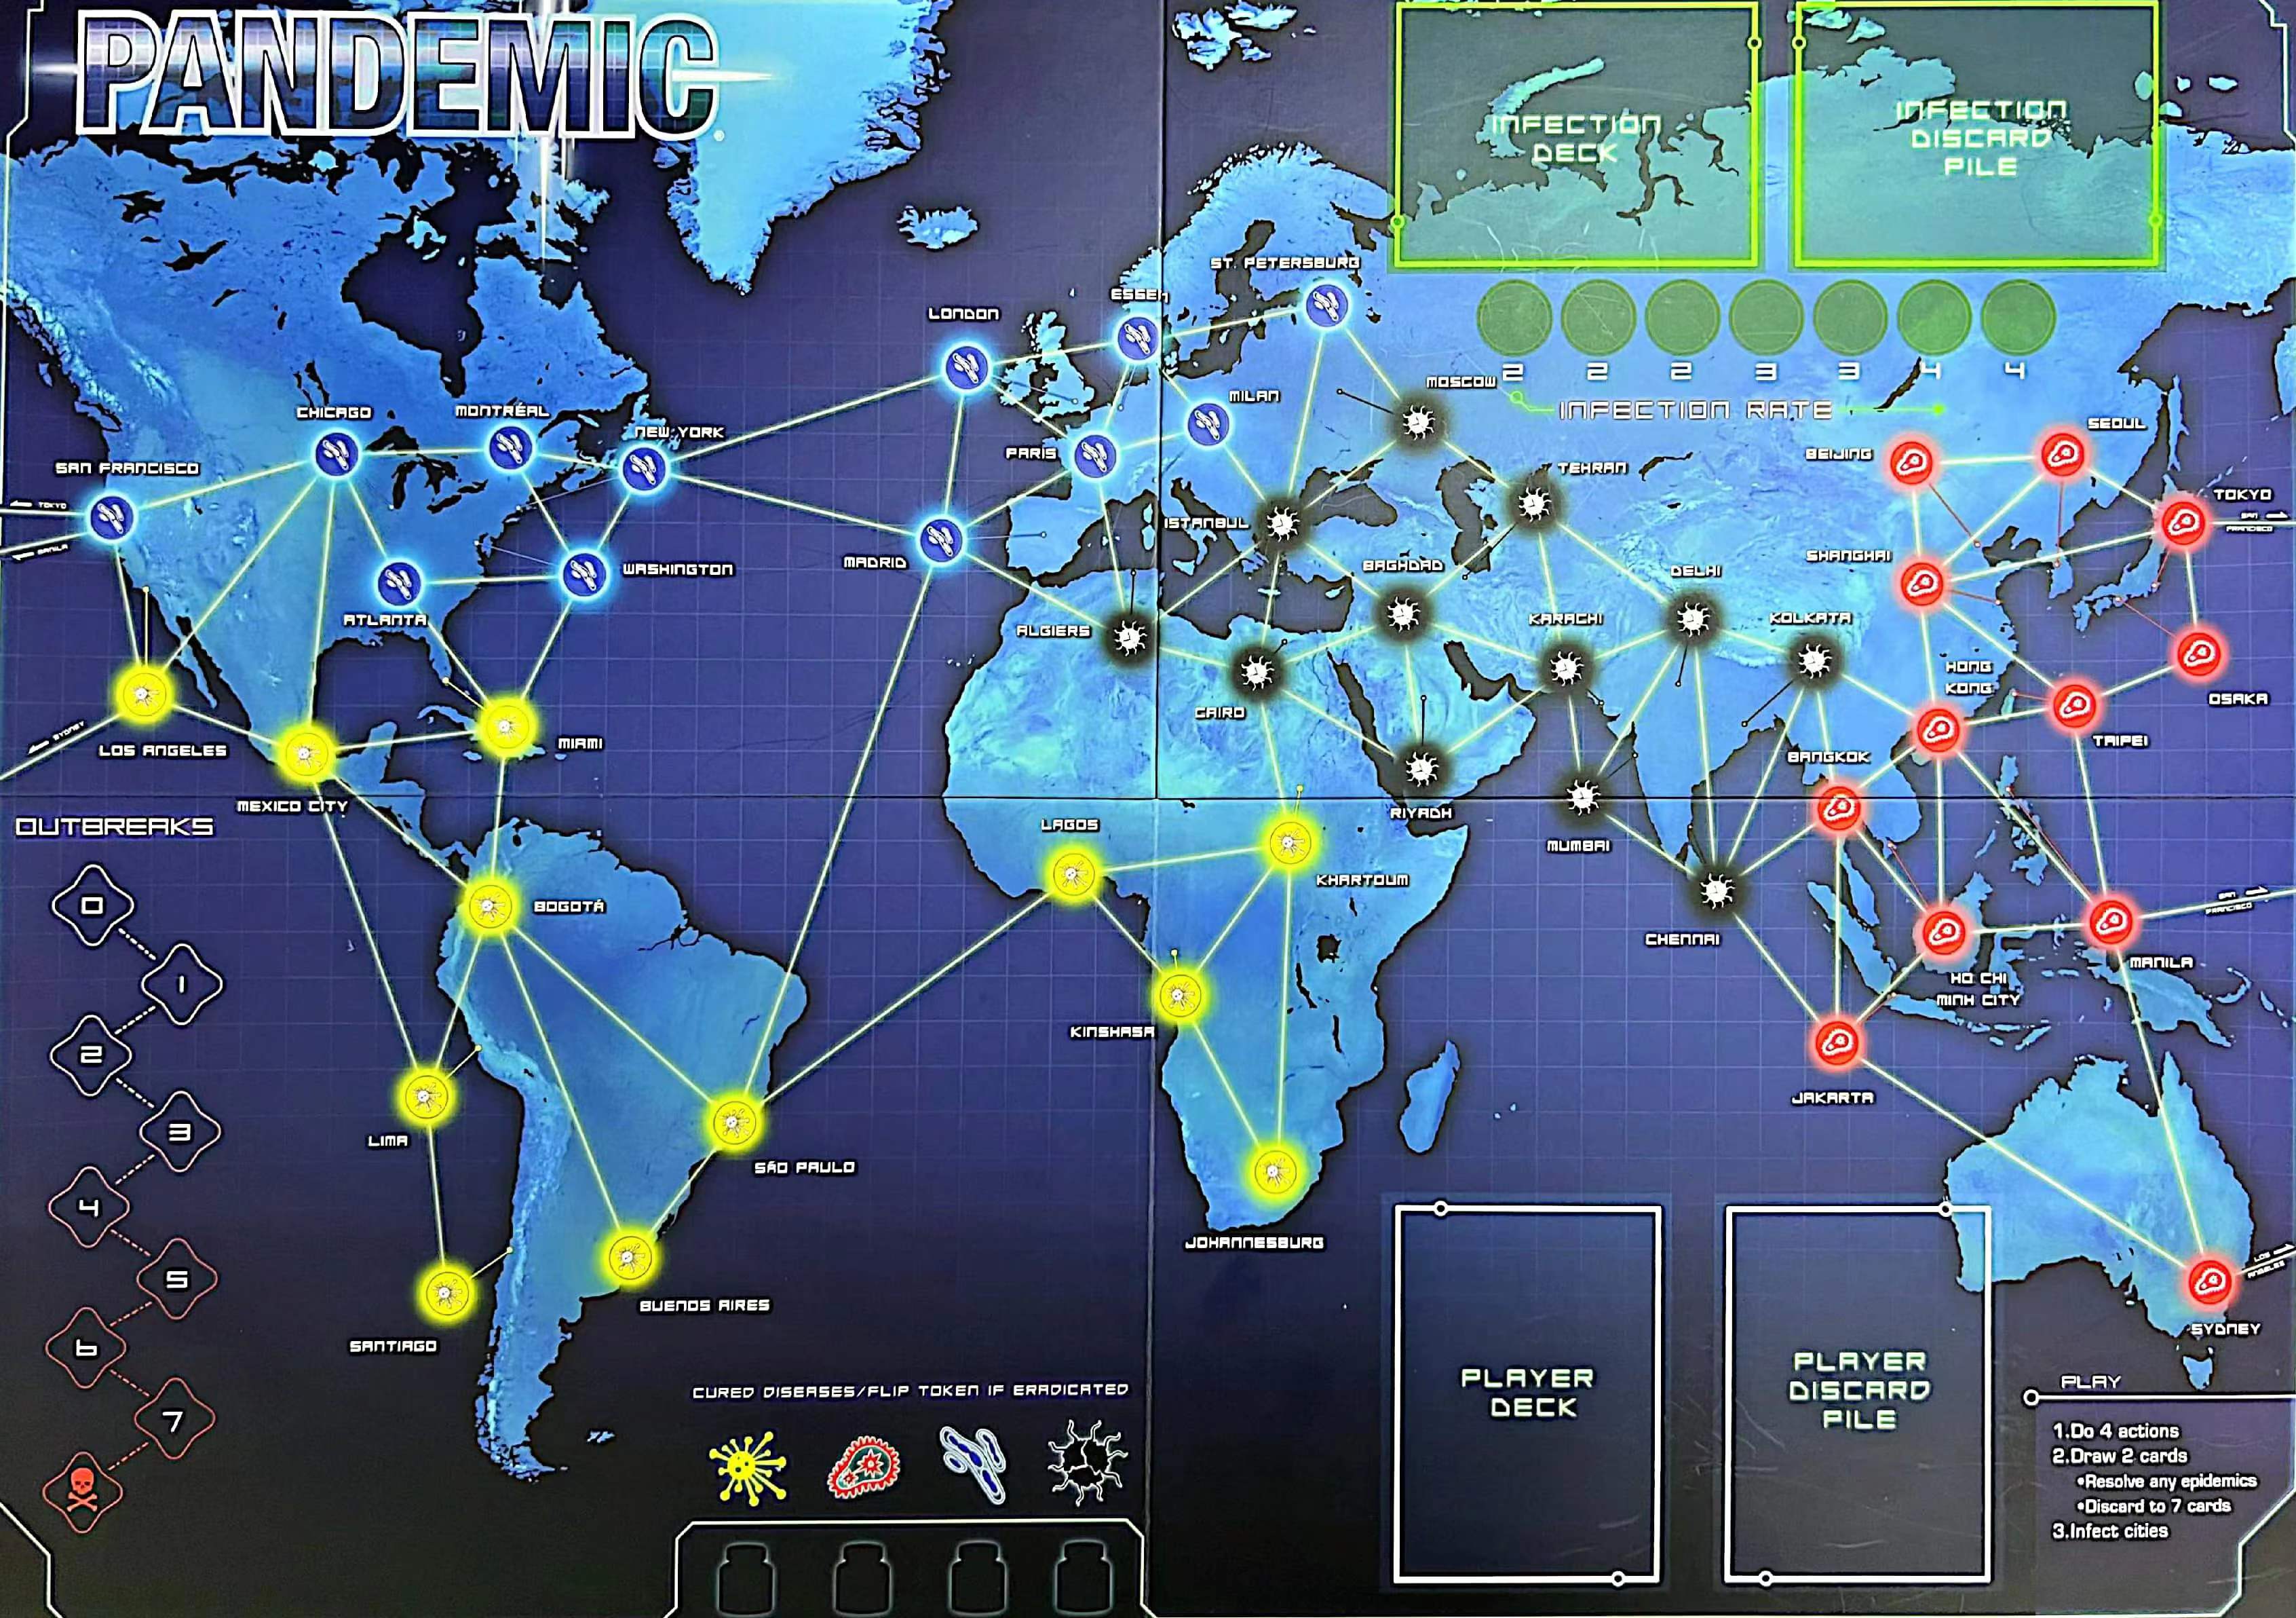 PANDEMIC
INFECTION
DECK
INFECTION
DISCARD
PILE
2
2
2
3
3
4
4
INFECTION RATE
ST. PETERSBURG
ESSEN
LONDON
MOSCOW
MILAN
CHICAGO
MONTRÉAL
NEW YORK
PARIS
SEOUL
BEIJING
SAN FRANCISCO
TEHRAN
TOKYO
TOKYO
SAN
FRANCISCO
MANILA
ISTANBUL
MADRID
WASHINGTON
SHANGHAI
BAGHDAD
DELHI
ATLANTA
ALGIERS
KARACHI
KOLKATA
HONG
KONG
OSAKA
CAIRO
SYDNEY
LOS ANGELES
MIAMI
TAIPEI
BANGKOK
MEXICO CITY
RIYADH
MUMBAI
OUTBREAKS
LAGOS
KHARTOUM
BOGOTÁ
CHENNAI
SAN
FRANCISCO
MANILA
HO CHI
MINH CITY
KINSHASA
JAKARTA
LIMA
SÃO PAULO
JOHANNESBURG
BUENOS AIRES
SANTIAGO
LOS
ANGELES
SYDNEY
0
1
2
3
4
5
6
7
CURED DISEASES/FLIP TOKEN IF ERADICATED
PLAYER
DECK
PLAYER
DISCARD
PILE
PLAY
1.Do 4 actions
2.Draw 2 cards
•Resolve any epidemics
•Discard to 7 cards
3.Infect cities